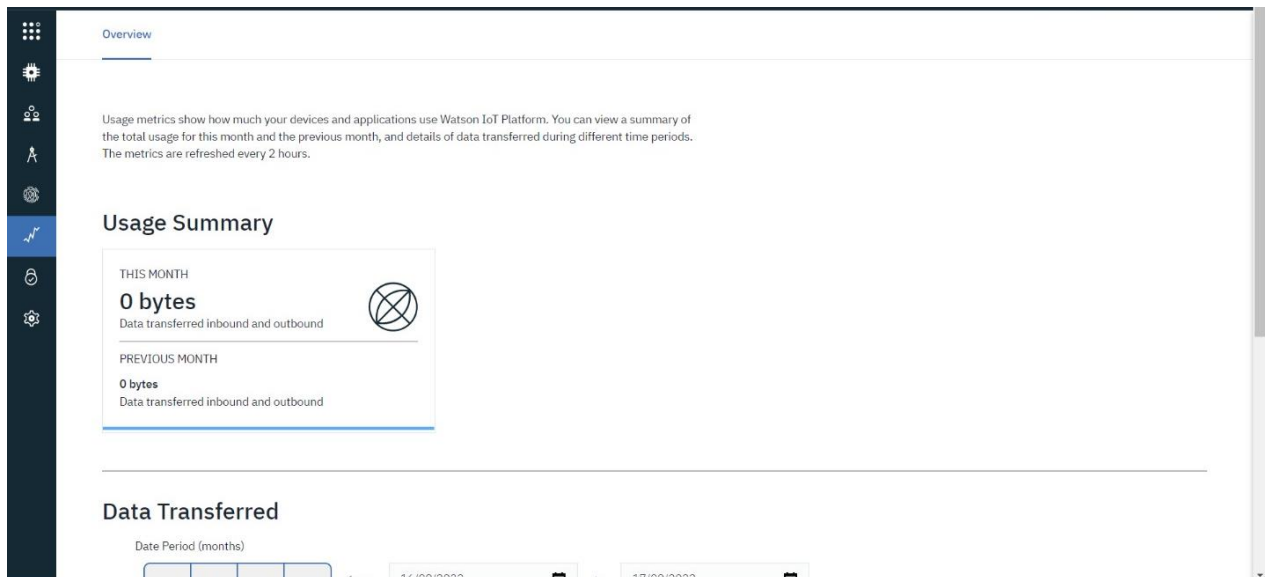 Overview
Usage metrics show how much your devices and applications use Watson IoT Platform. You can view a summary of
the total usage for this month and the previous month, and details of data transferred during different time periods.
The metrics are refreshed every 2 hours.
Usage Summary
THIS MONTH
0 bytes
Data transferred inbound and outbound
PREVIOUS MONTH
0 bytes
Data transferred inbound and outbound
Data Transferred
Date Period (months)